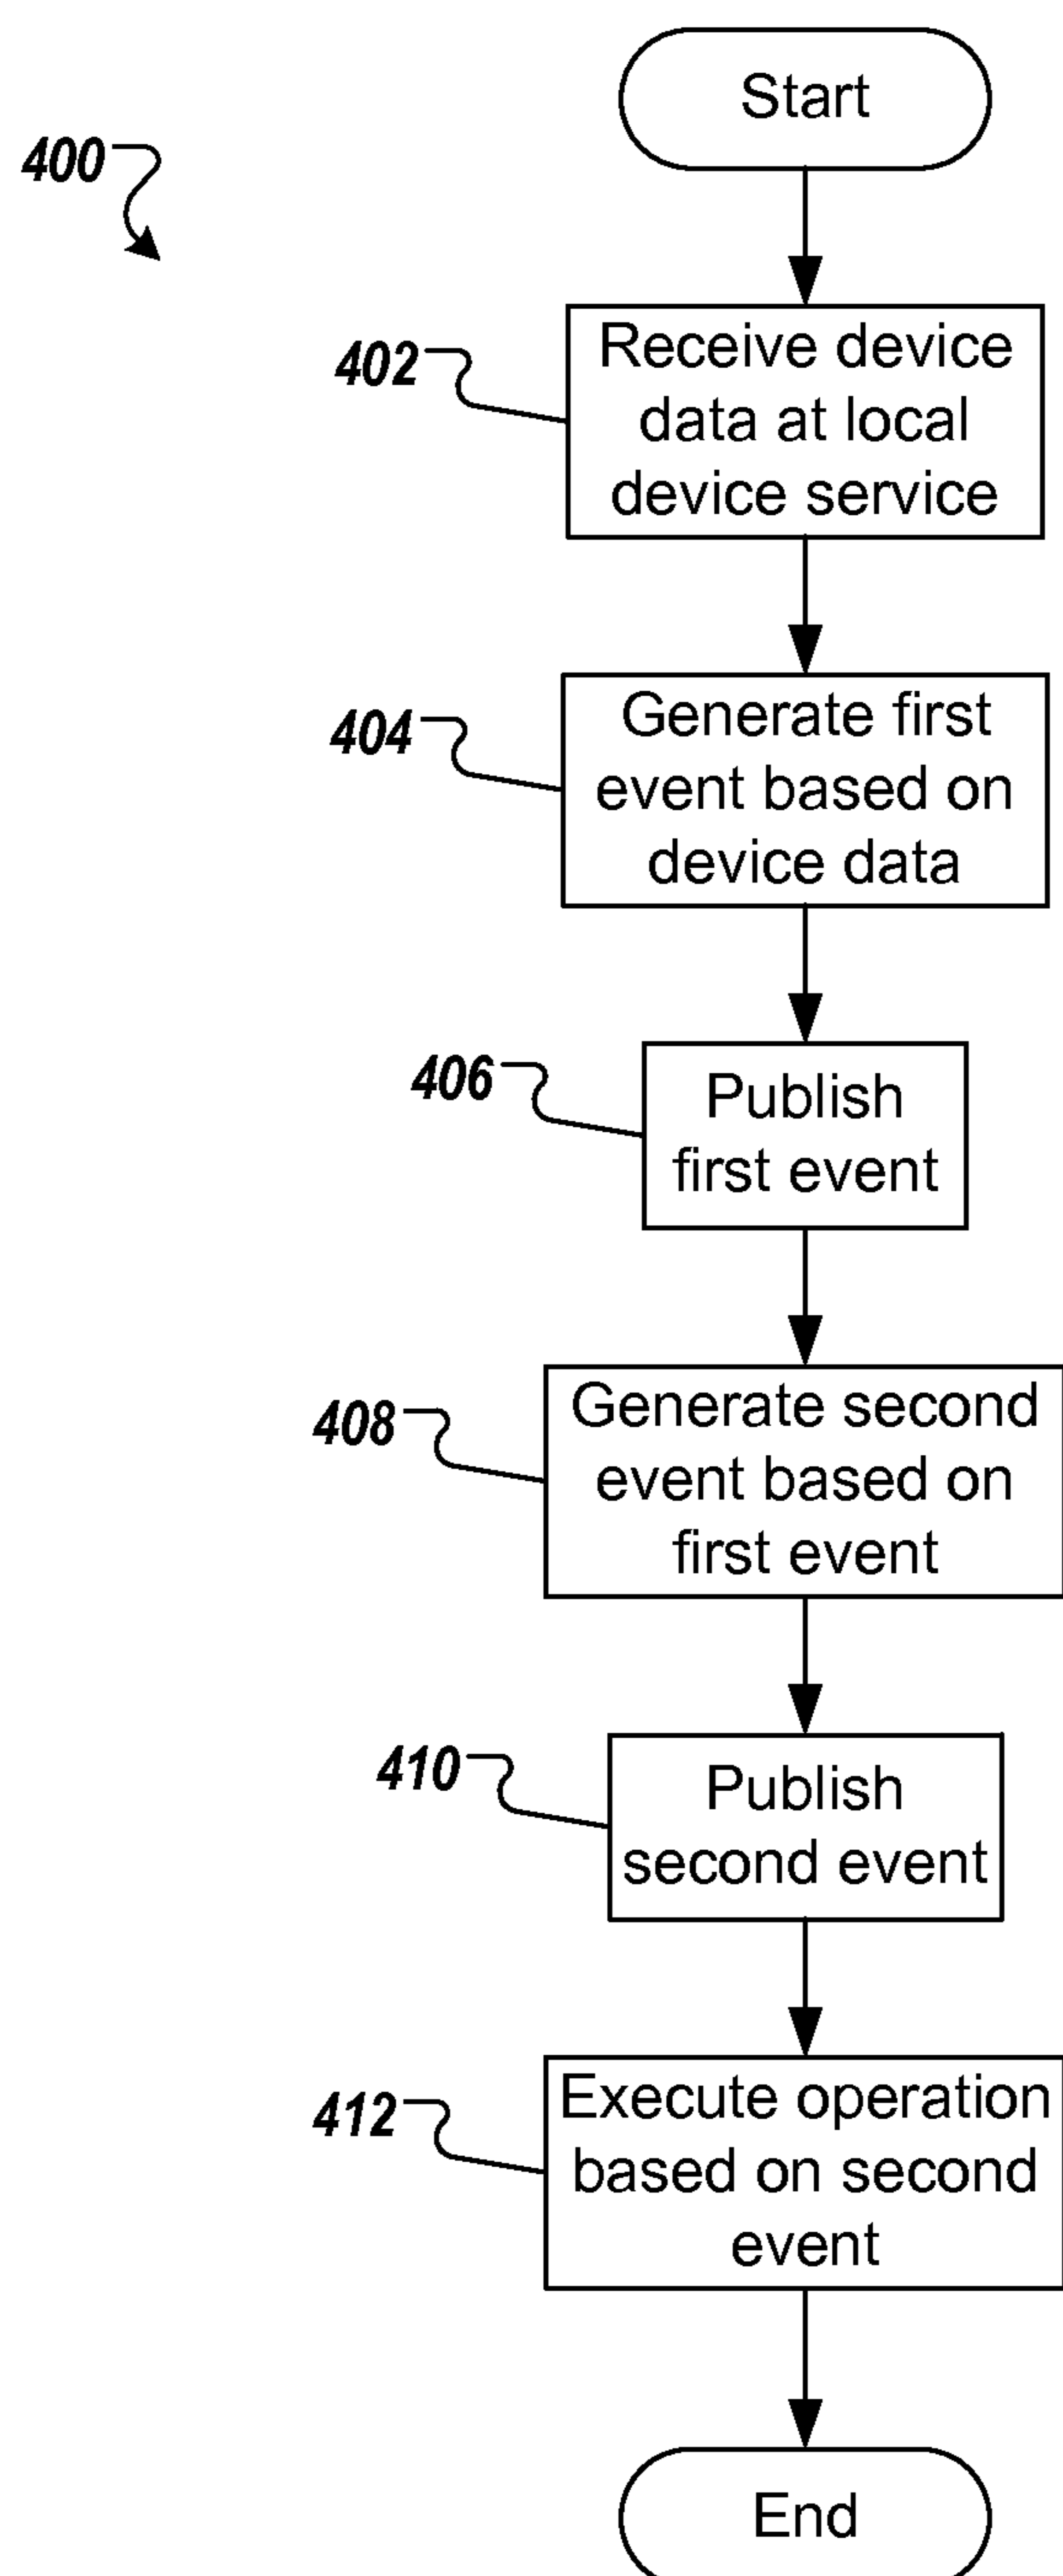 Start
400
402
Receive device
data at local
device service
404
Generate first
event based on
device data
406
Publish
first event
408
Generate second
event based on
first event
410
Publish
second event
412
Execute operation
based on second
event
End